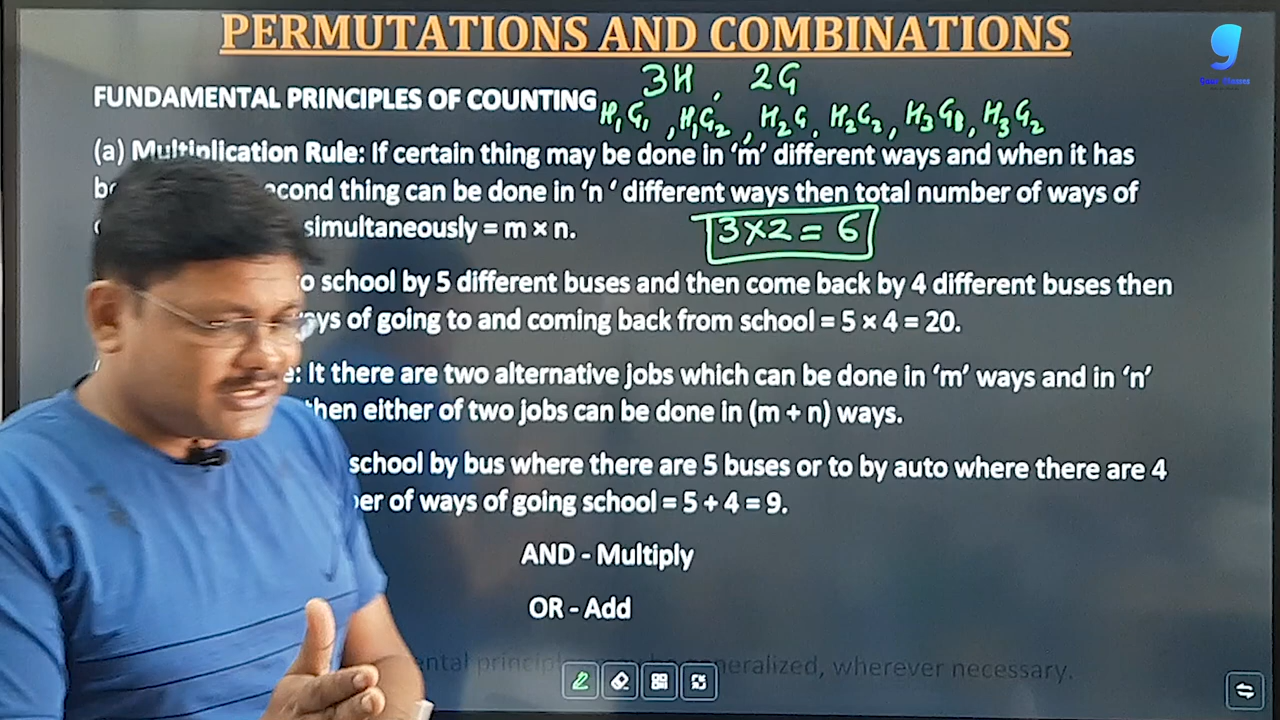 PERMUTATIONS AND COMBINATIONS
3H , 2G
FUNDAMENTAL PRINCIPLES OF COUNTING
H₁G₁, H₁G₂, H₂G, H₂G₂, H₃G, H₃G₂
(a) Multiplication Rule: If certain thing may be done in ‘m’ different ways and when it has
second thing can be done in ‘n ‘ different ways then total number of ways of
simultaneously = m × n.
3×2 = 6
to school by 5 different buses and then come back by 4 different buses then
ways of going to and coming back from school = 5 × 4 = 20.
It there are two alternative jobs which can be done in ‘m’ ways and in ‘n’
then either of two jobs can be done in (m + n) ways.
school by bus where there are 5 buses or to by auto where there are 4
of ways of going school = 5 + 4 = 9.
AND - Multiply
OR - Add
generalized, wherever necessary.